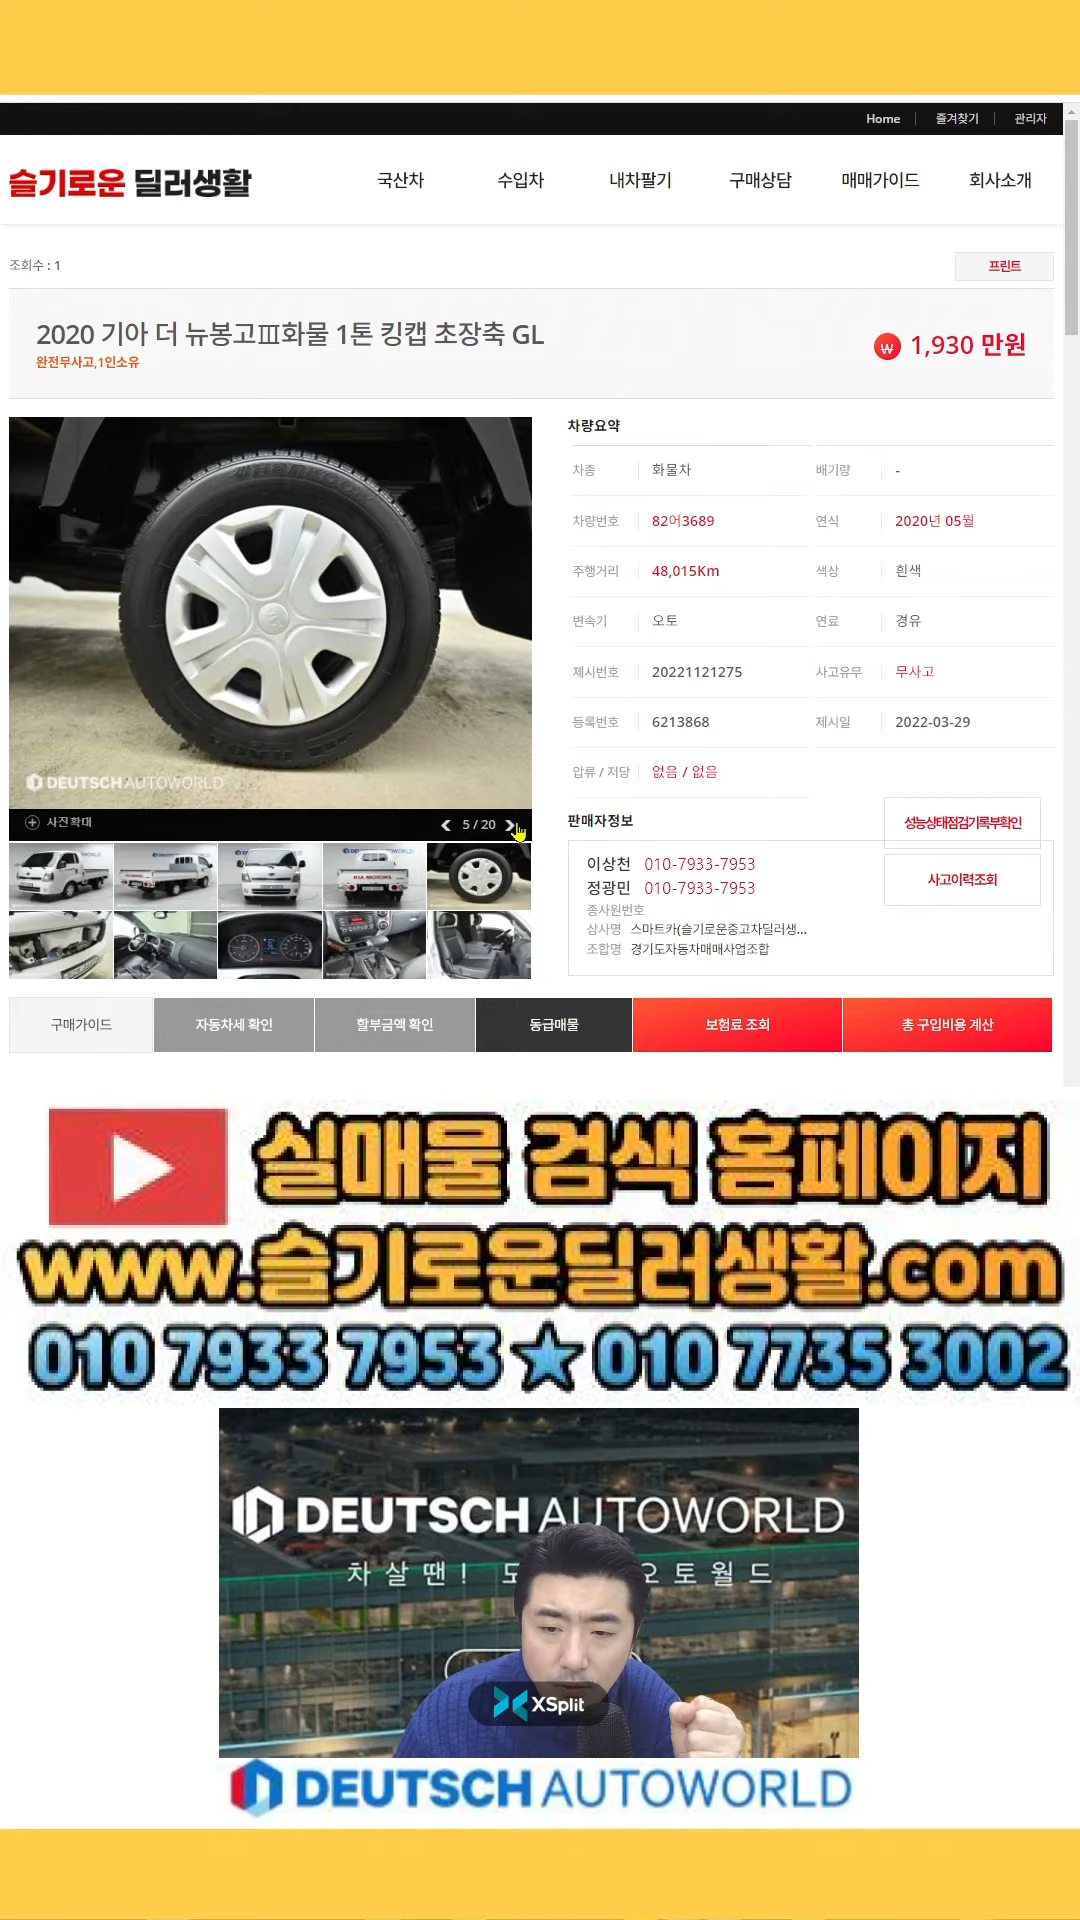 Home 즐겨찾기 관리자
슬기로운 딜러생활 국산차 수입차 내차팔기 구매상담 매매가이드 회사소개
조회수 : 1 프린트
2020 기아 더 뉴봉고Ⅲ화물 1톤 킹캡 초장축 GL
완전무사고,1인소유
₩ 1,930 만원
DEUTSCH AUTOWORLD
사진확대 5 / 20
차량요약
차종 화물차 배기량 -
차량번호 82어3689 연식 2020년 05월
주행거리 48,015Km 색상 흰색
변속기 오토 연료 경유
제시번호 20221121275 사고유무 무사고
등록번호 6213868 제시일 2022-03-29
압류 / 저당 없음 / 없음
판매자정보 성능상태점검기록부확인
이상천 010-7933-7953
정광민 010-7933-7953
사고이력조회
종사원번호
상사명 스마트카(슬기로운중고차딜러생...
조합명 경기도자동차매매사업조합
구매가이드 자동차세 확인 할부금액 확인 동급매물 보험료 조회 총 구입비용 계산
실매물 검색 홈페이지
www.슬기로운딜러생활.com
010 7933 7953 ★ 010 7735 3002
DEUTSCH AUTOWORLD
차 살 땐 ! 도 오 토 월 드
XSplit
DEUTSCH AUTOWORLD